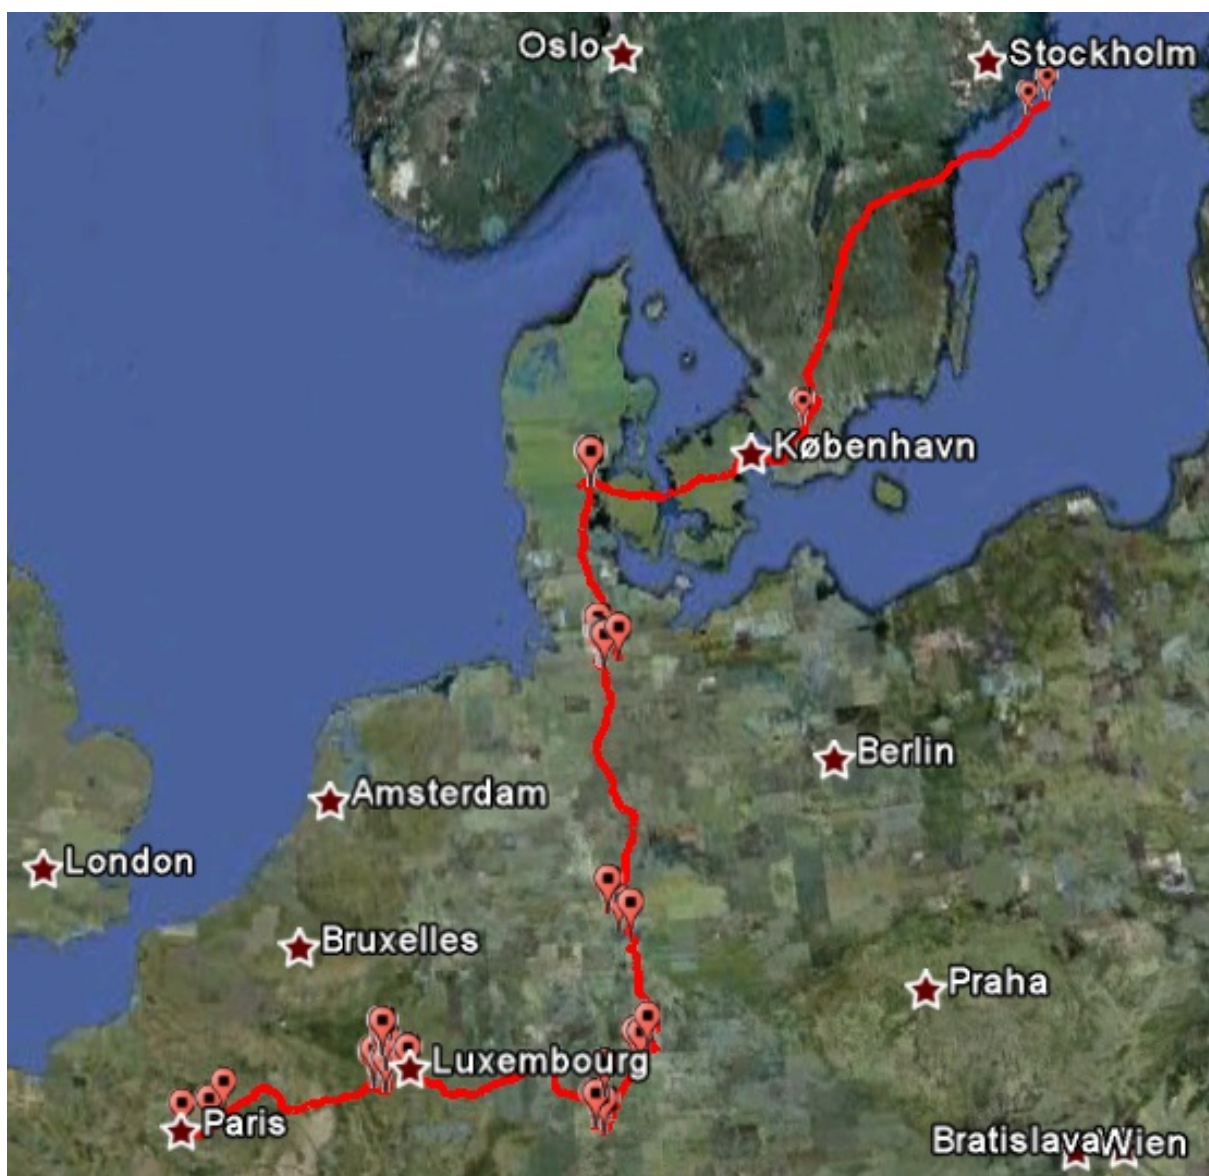 Oslo
Stockholm
København
Berlin
Amsterdam
London
Bruxelles
Praha
Luxembourg
Paris
Bratislava
Wien